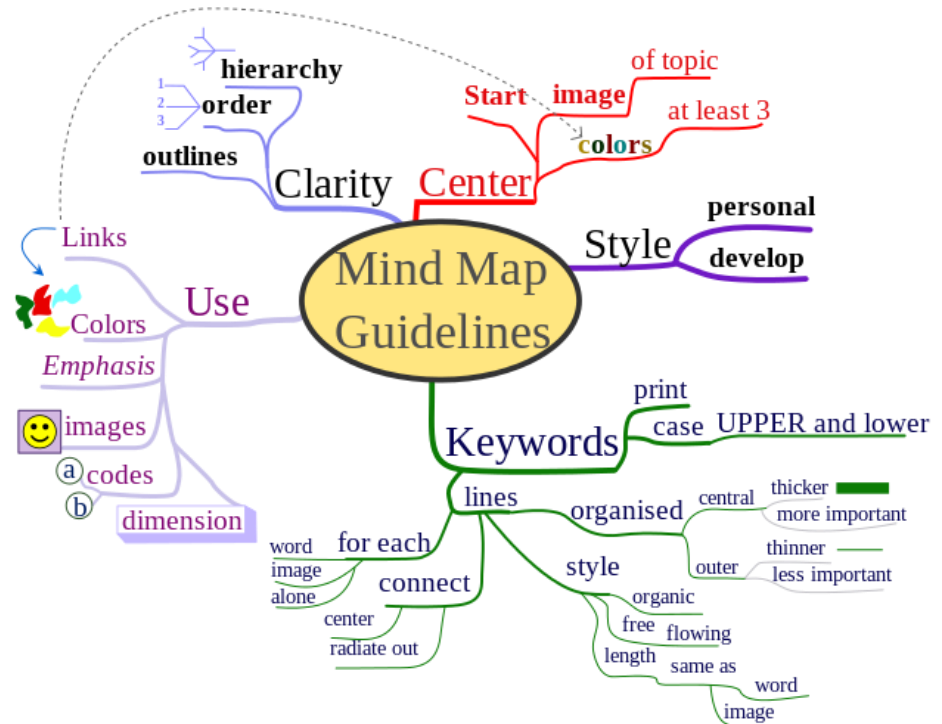 Mind Map
Guidelines
Clarity
hierarchy
1
2
3
order
outlines
Center
Start
image
of topic
colors
at least 3
Style
personal
develop
Use
Links
Colors
Emphasis
images
a
b
codes
dimension
Keywords
print
case
UPPER and lower
lines
organised
central
thicker
more important
outer
thinner
less important
style
organic
free
flowing
length
same as
word
image
connect
center
radiate out
for each
word
image
alone